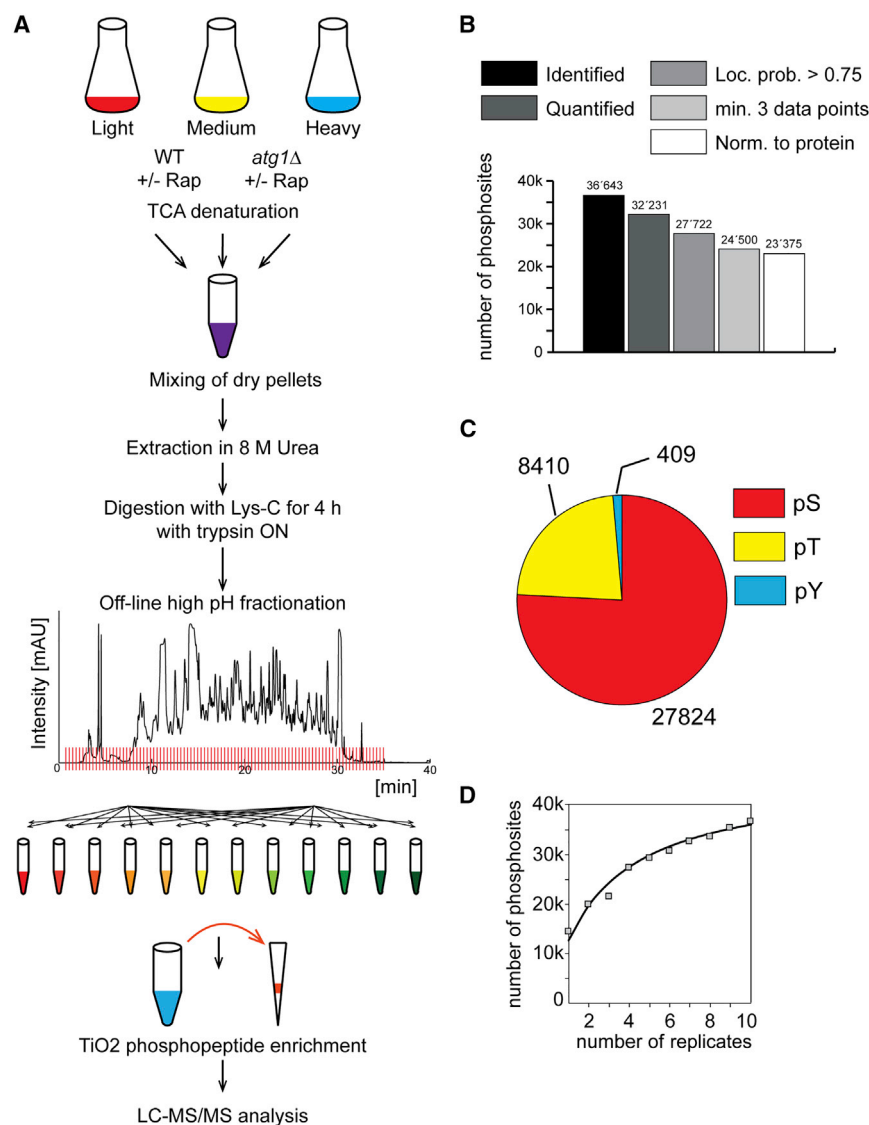 A
Light Medium Heavy
WT atg1Δ
+/- Rap +/- Rap
TCA denaturation
Mixing of dry pellets
Extraction in 8 M Urea
Digestion with Lys-C for 4 h
with trypsin ON
Off-line high pH fractionation
Intensity [mAU]
0 10 20 30 40
[min]
TiO2 phosphopeptide enrichment
LC-MS/MS analysis
B
Identified Loc. prob. > 0.75
Quantified min. 3 data points
Norm. to protein
number of phosphosites
40k
30k
20k
10k
0
36´643
32´231
27´722
24´500
23´375
C
8410
409
27824
pS
pT
pY
D
number of phosphosites
40k
30k
20k
10k
0
2 4 6 8 10
number of replicates